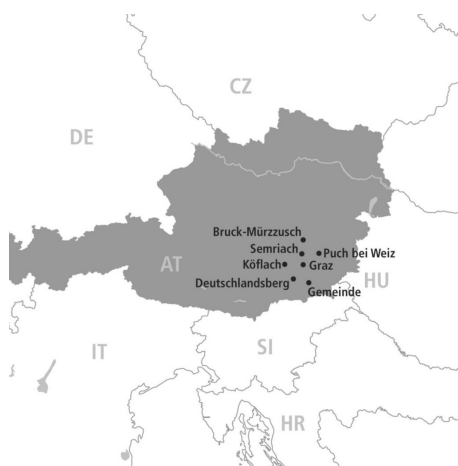 CZ
DE
Bruck-Mürzzusch
Semriach
Puch bei Weiz
AT
Köflach
Graz
HU
Deutschlandsberg
Gemeinde
IT
SI
HR